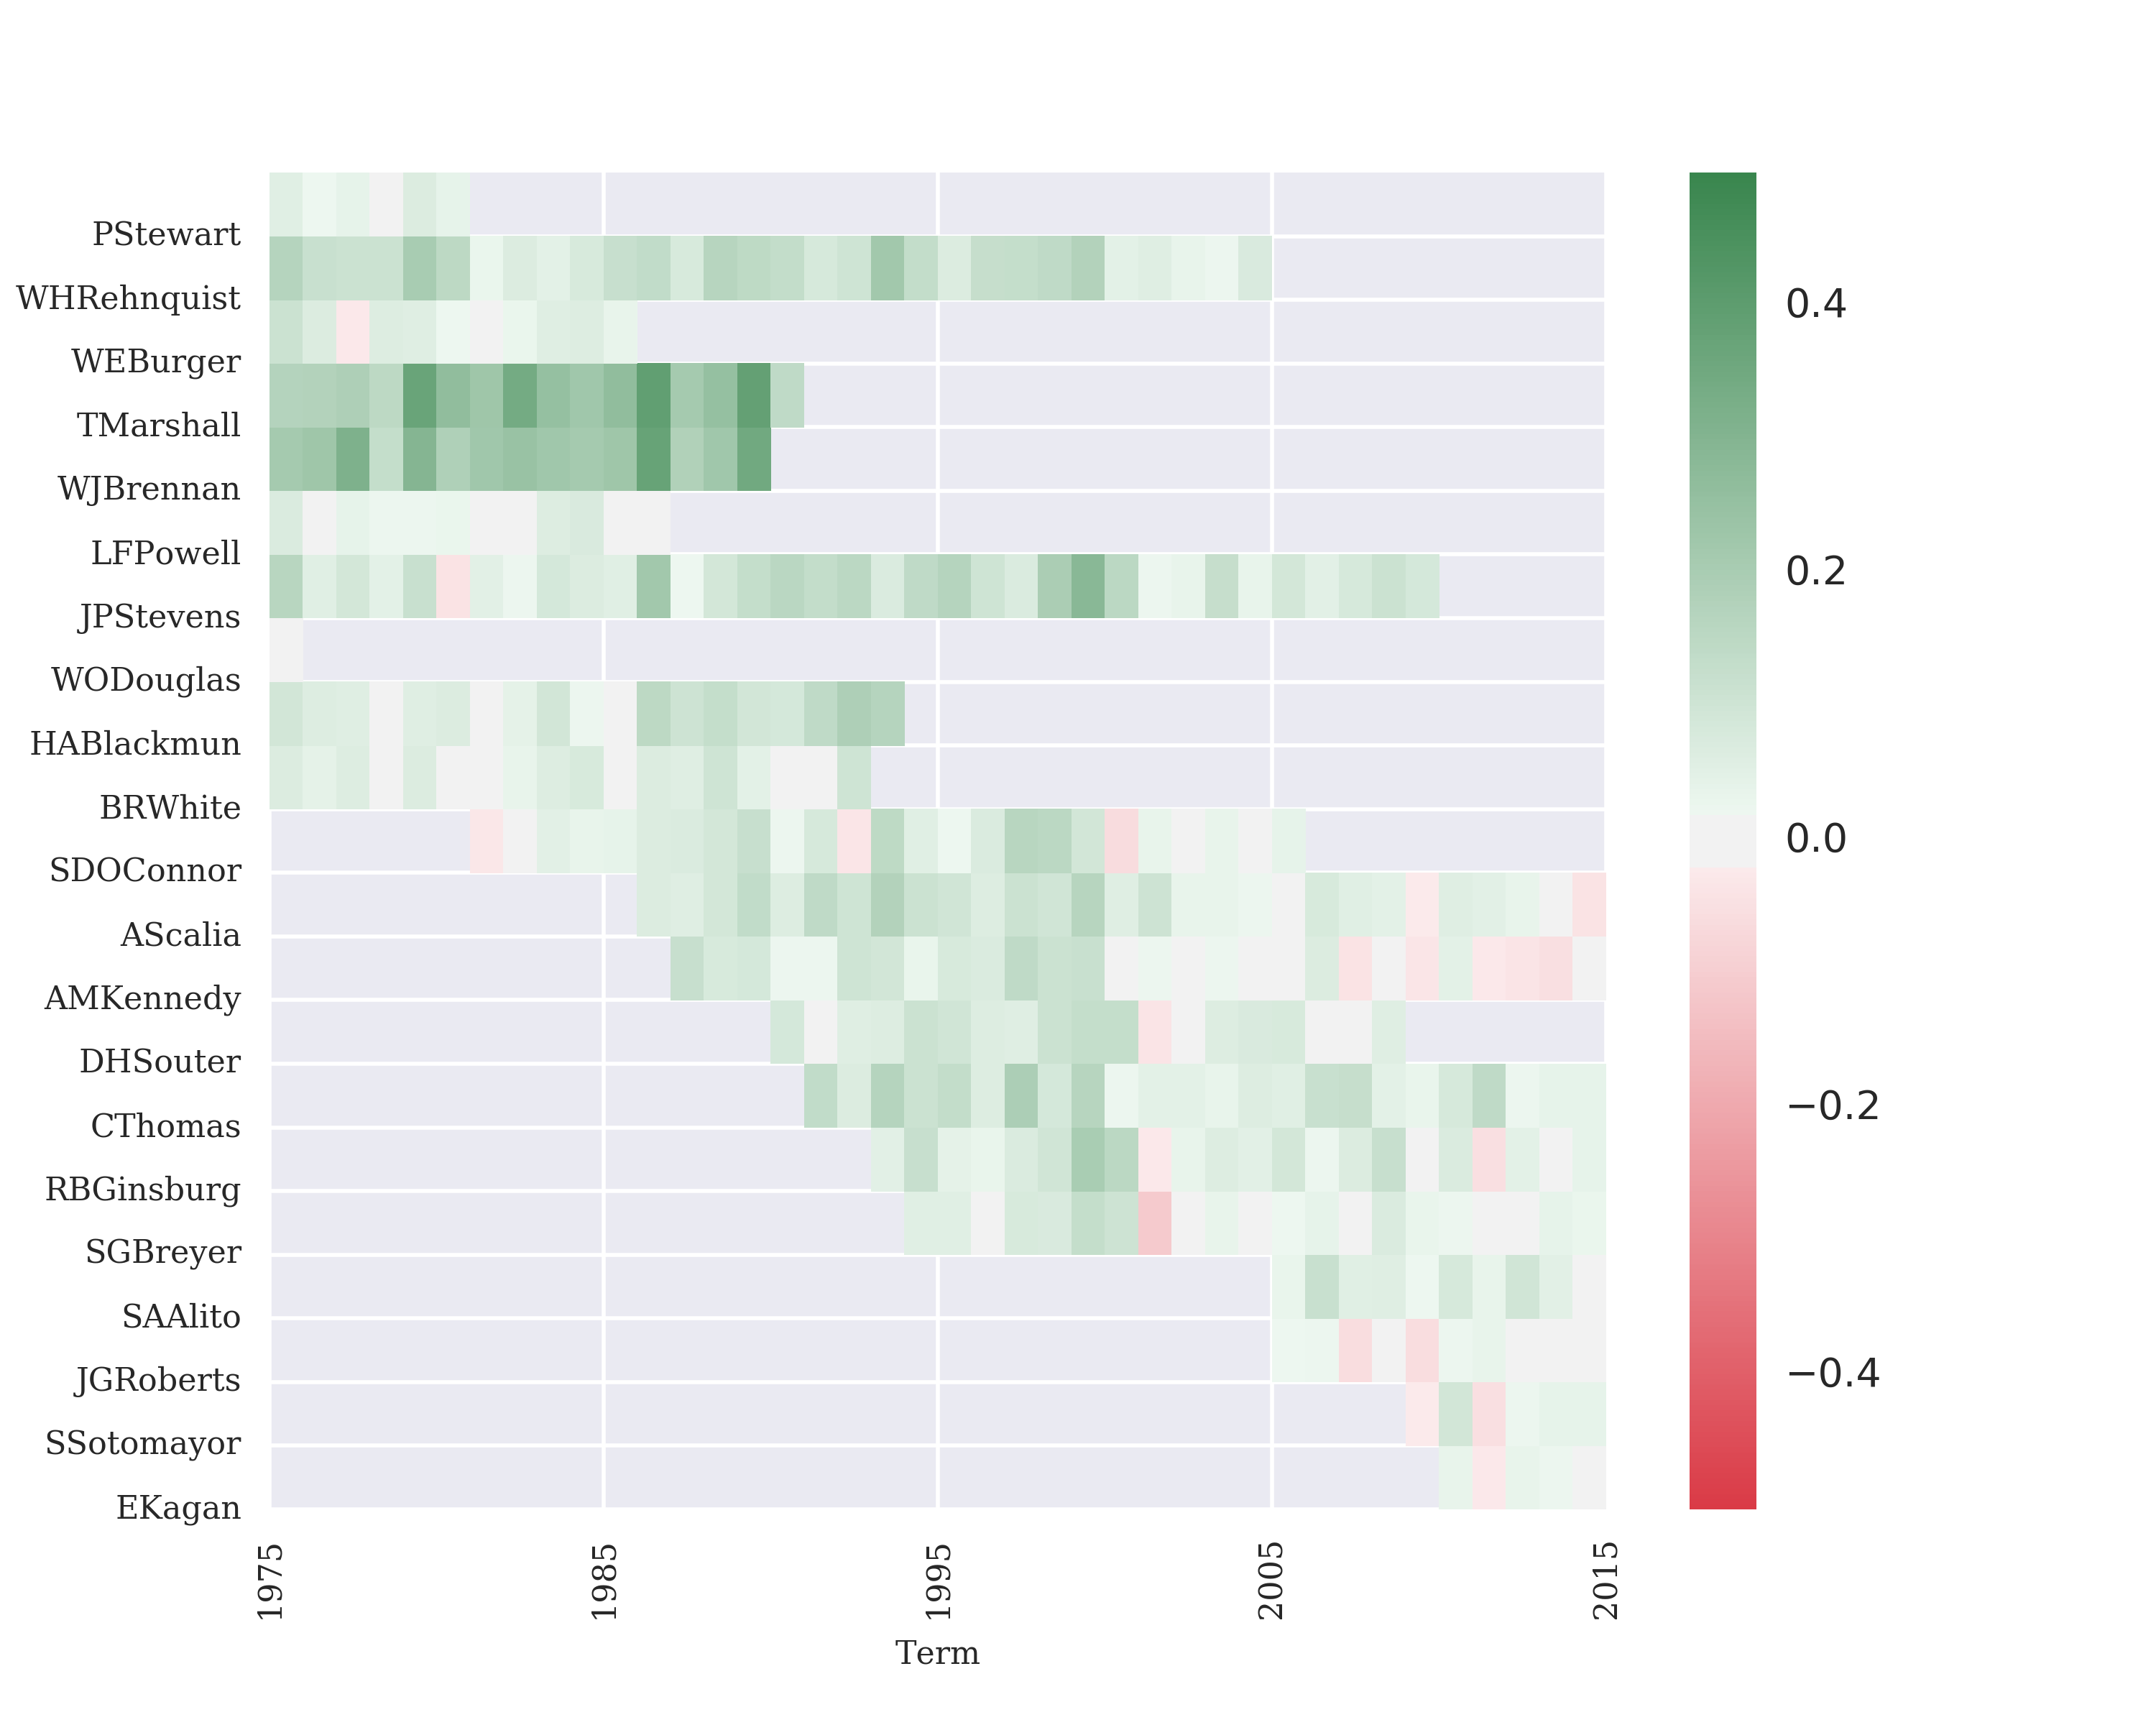 PStewart
WHRehnquist
WEBurger
TMarshall
WJBrennan
LFPowell
JPStevens
WODouglas
HABlackmun
BRWhite
SDOConnor
AScalia
AMKennedy
DHSouter
CThomas
RBGinsburg
SGBreyer
SAAlito
JGRoberts
SSotomayor
EKagan
1975
1985
1995
2005
2015
Term
0.4
0.2
0.0
−0.2
−0.4